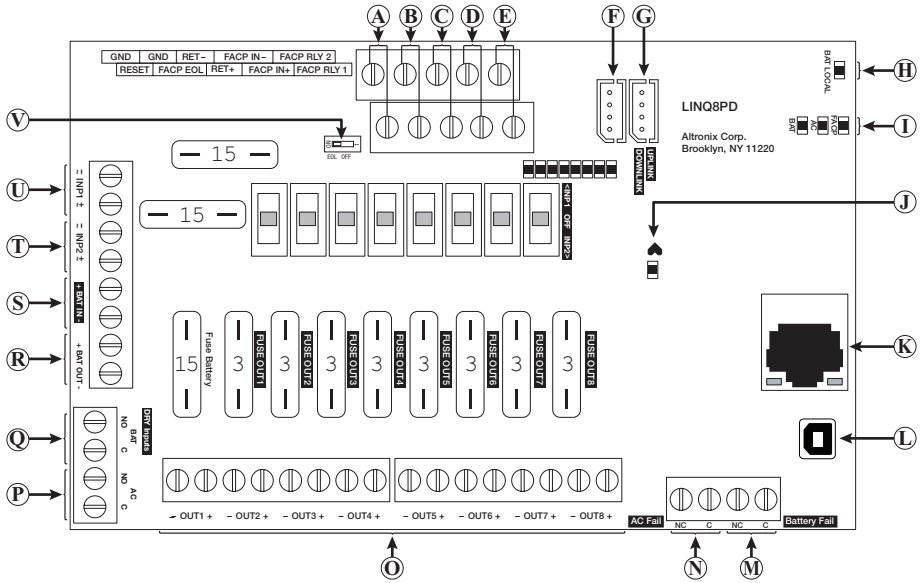 A B C D E F G
GND GND RET– FACP IN– FACP RLY 2
RESET FACP EOL RET+ FACP IN+ FACP RLY 1
BAT LOCAL
H
LINQ8PD
BAT
AC
FACP
I
Altronix Corp.
Brooklyn, NY 11220
V
ON
EOL OFF
15
UPLINK
DOWNLINK
U
= INP1 ±
15
<INP1 OFF INP2>
J
T
= INP2 ±
S
+ BAT IN -
R
+ BAT OUT -
15
Fuse Battery
3
FUSE OUT1
3
FUSE OUT2
3
FUSE OUT3
3
FUSE OUT4
3
FUSE OUT5
3
FUSE OUT6
3
FUSE OUT7
3
FUSE OUT8
K
DRY Inputs
Q
NO
BAT
C
L
P
NO
AC
C
– OUT1 + – OUT2 + – OUT3 + – OUT4 + – OUT5 + – OUT6 + – OUT7 + – OUT8 +
AC Fail
NC C NC C
Battery Fail
O N M